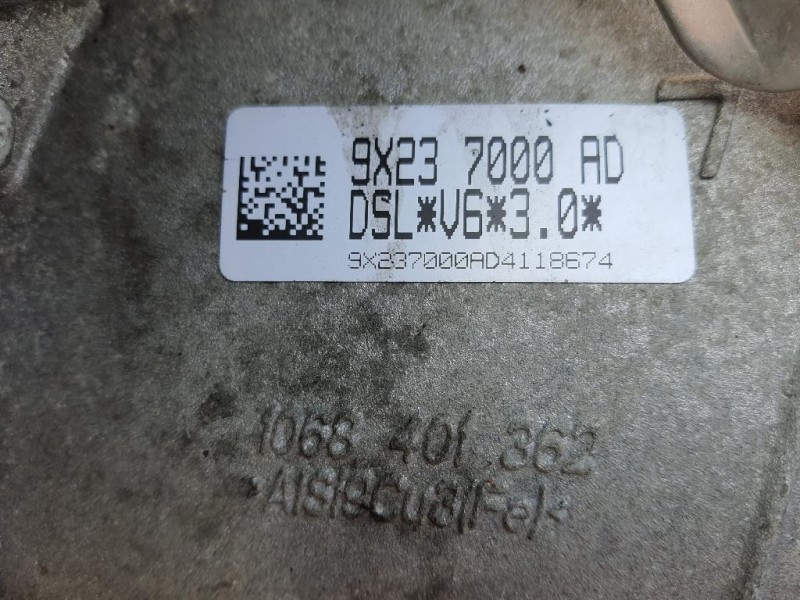 9X23 7000 AD
DSL*V6*3.0*
9X237000AD4118674
1068 401 362
>AlSi9Cu3(Fe)<